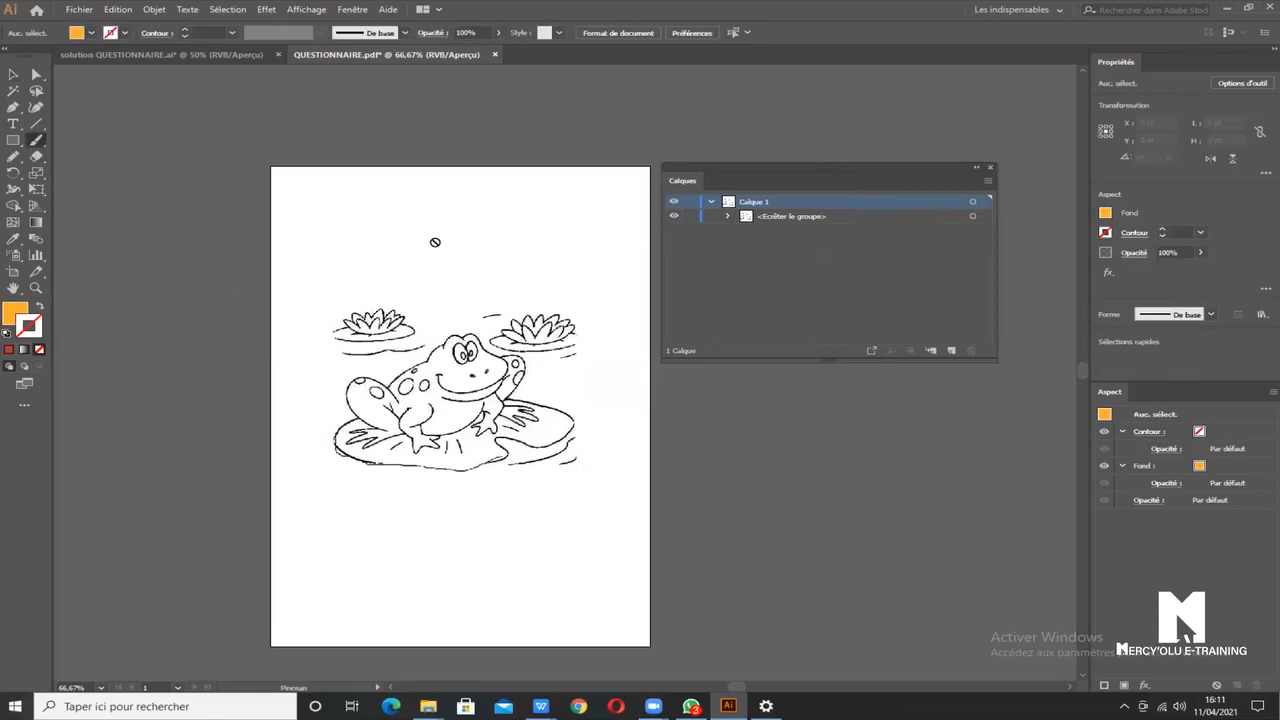 Ai Fichier Edition Objet Texte Sélection Effet Affichage Fenêtre Aide Les indispensables Rechercher dans Adobe Stock
Auc. sélect. Contour : De base Opacité : 100% Style : Format de document Préférences
solution QUESTIONNAIRE.ai* @ 50% (RVB/Aperçu) × QUESTIONNAIRE.pdf* @ 66,67% (RVB/Aperçu) ×
Propriétés
Auc. sélect. Options d'outil
Transformation
X : L :
Y : H :
Calques
Calque 1
<Ecrêter le groupe>
1 Calque
Aspect
Fond
Contour
Opacité 100%
fx.
Forme De base
Sélections rapides
Aspect
Auc. sélect.
Contour :
Opacité : Par défaut
Fond :
Opacité : Par défaut
Opacité : Par défaut
Activer Windows
Accédez aux paramètres
MERCY'OLU E-TRAINING
66,67% 1 Pinceau
Taper ici pour rechercher
3
Ai
16:11
11/04/2021